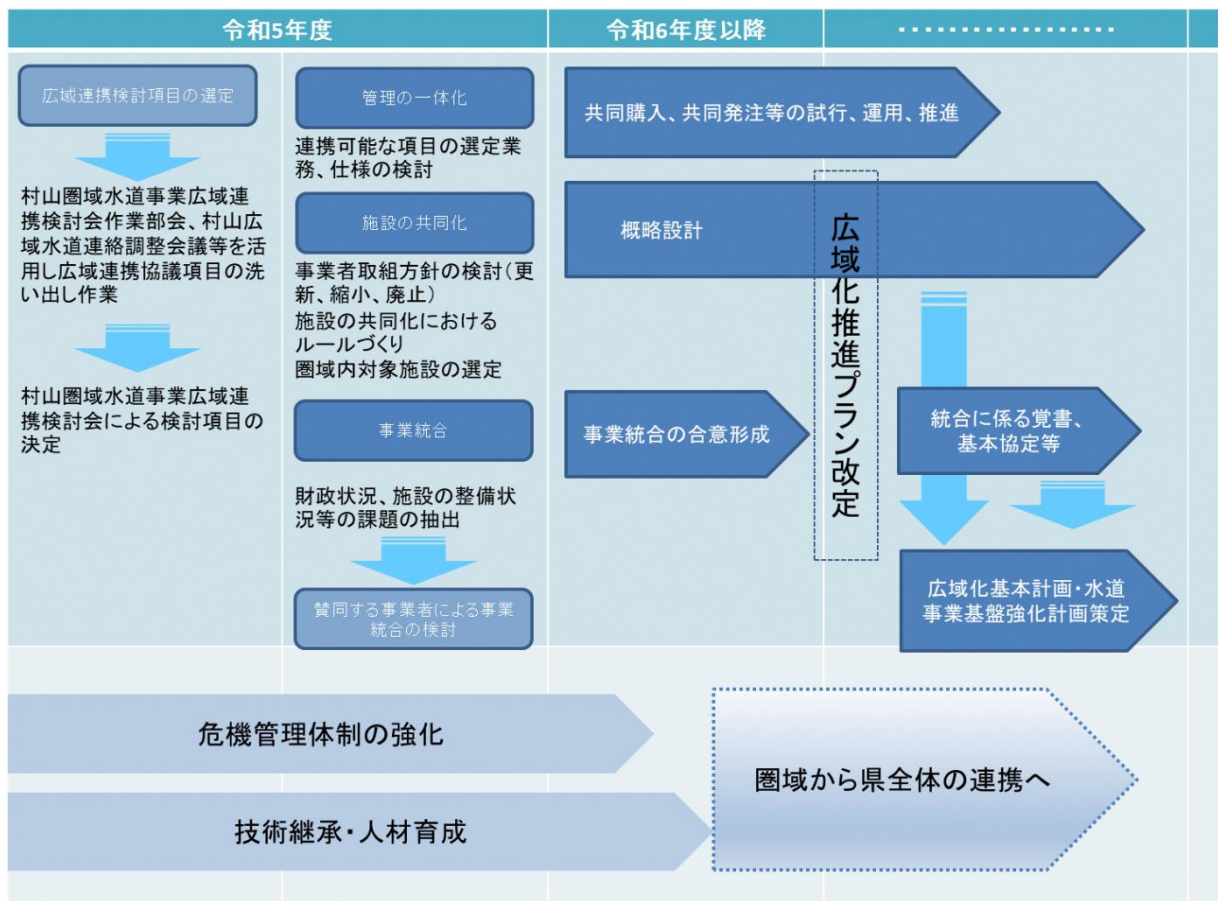 令和5年度
令和6年度以降
･････････････････
広域連携検討項目の選定
村山圏域水道事業広域連
携検討会作業部会、村山広
域水道連絡調整会議等を活
用し広域連携協議項目の洗
い出し作業
村山圏域水道事業広域連
携検討会による検討項目の
決定
管理の一体化
連携可能な項目の選定業
務、仕様の検討
施設の共同化
事業者取組方針の検討（更
新、縮小、廃止）
施設の共同化における
ルールづくり
圏域内対象施設の選定
事業統合
財政状況、施設の整備状
況等の課題の抽出
賛同する事業者による事業
統合の検討
共同購入、共同発注等の試行、運用、推進
概略設計
事業統合の合意形成
広域化推進プラン改定
統合に係る覚書、
基本協定等
広域化基本計画・水道
事業基盤強化計画策定
危機管理体制の強化
技術継承・人材育成
圏域から県全体の連携へ